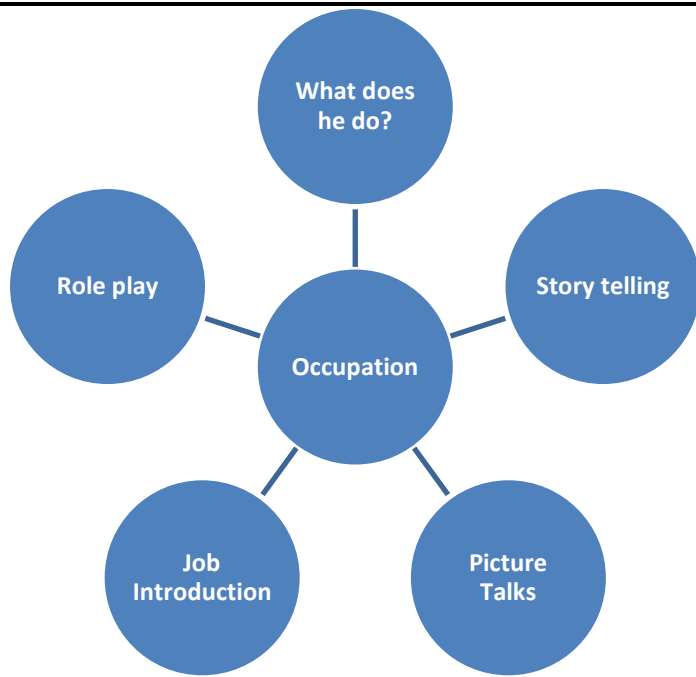 What does
he do?
Role play
Story telling
Occupation
Job
Introduction
Picture
Talks